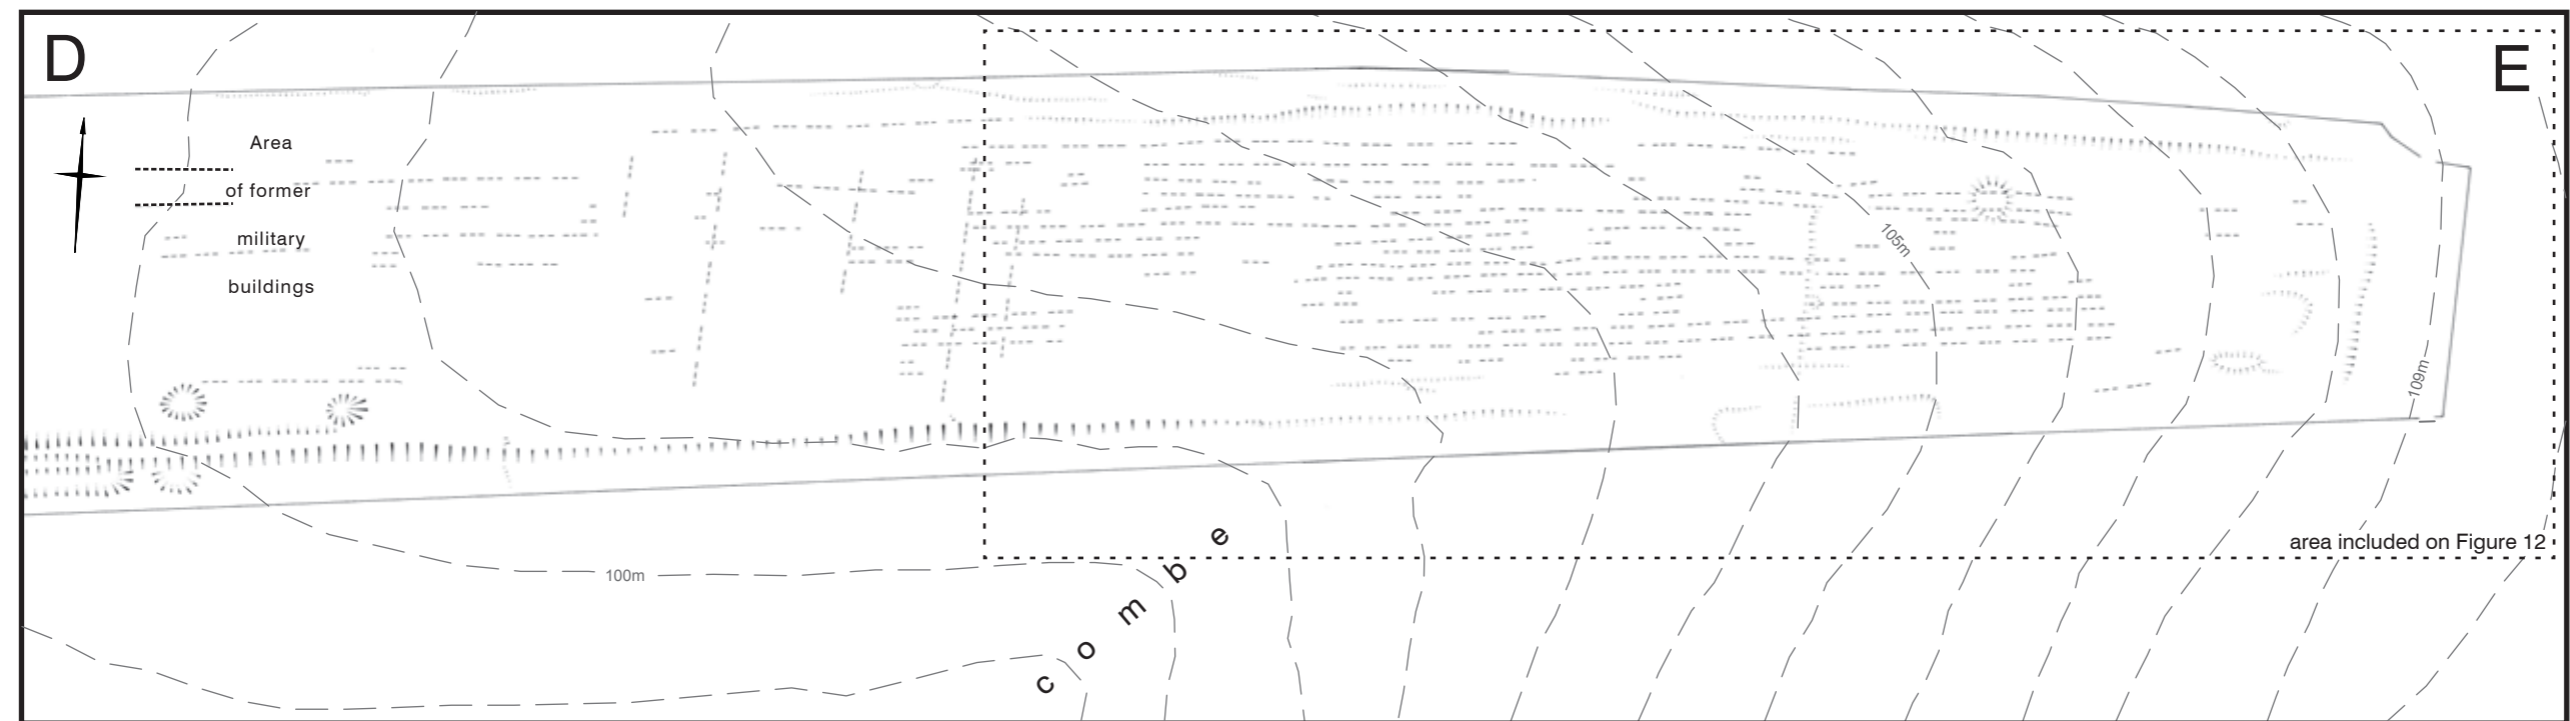 D
E
Area
of former
military
buildings
105m
109m
area included on Figure 12
100m
combe